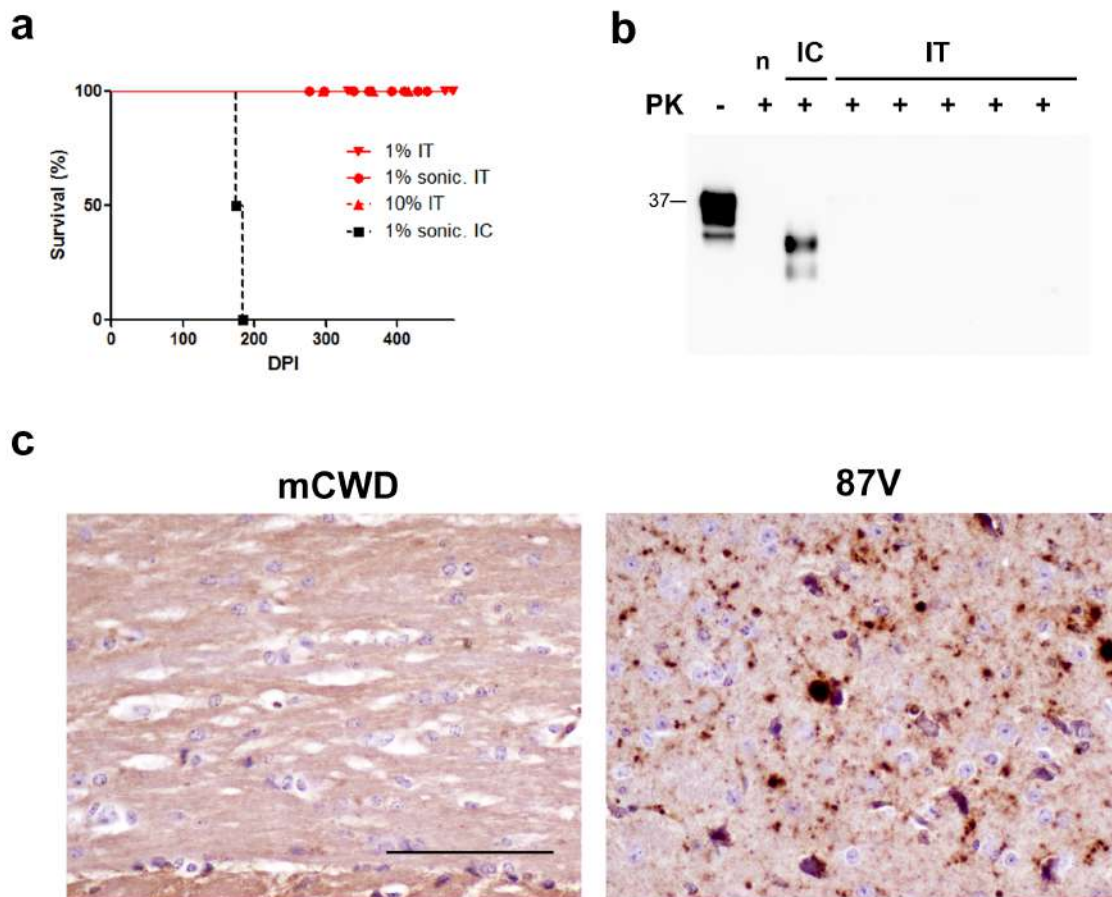 a
100
50
0
Survival (%)
0 100 200 300 400
DPI
1% IT
1% sonic. IT
10% IT
1% sonic. IC
b
n IC IT
PK - + + + + + + +
37
c
mCWD 87V